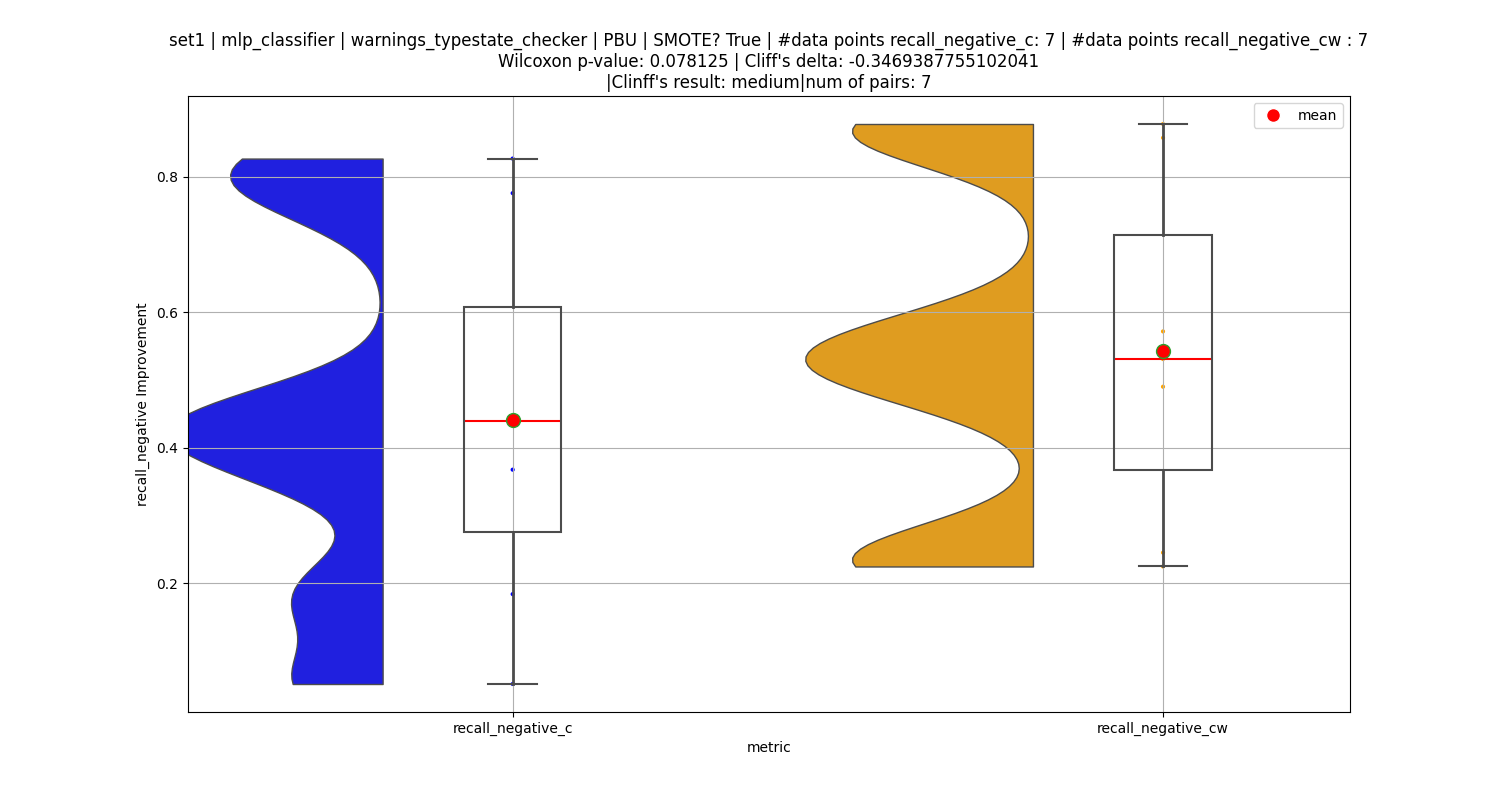 set1 | mlp_classifier | warnings_typestate_checker | PBU | SMOTE? True | #data points recall_negative_c: 7 | #data points recall_negative_cw : 7
Wilcoxon p-value: 0.078125 | Cliff's delta: -0.3469387755102041
|Clinff's result: medium|num of pairs: 7
mean
recall_negative Improvement
0.8
0.6
0.4
0.2
recall_negative_c
recall_negative_cw
metric